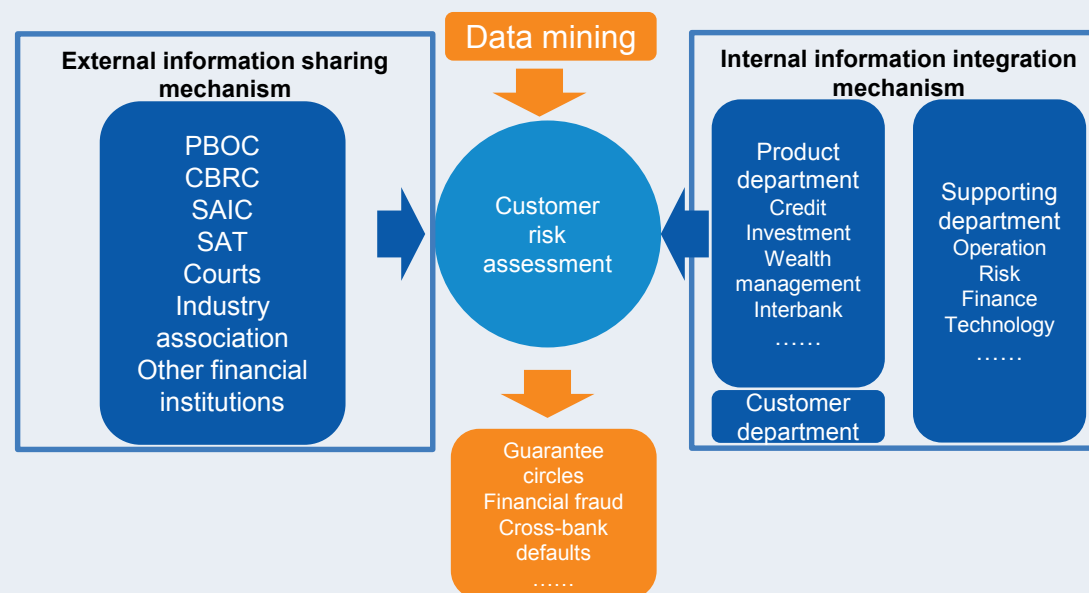 Data mining
External information sharing
mechanism
PBOC
CBRC
SAIC
SAT
Courts
Industry
association
Other financial
institutions
Customer
risk
assessment
Guarantee
circles
Financial fraud
Cross-bank
defaults
……
Internal information integration
mechanism
Product
department
Credit
Investment
Wealth
management
Interbank
……
Customer
department
Supporting
department
Operation
Risk
Finance
Technology
……